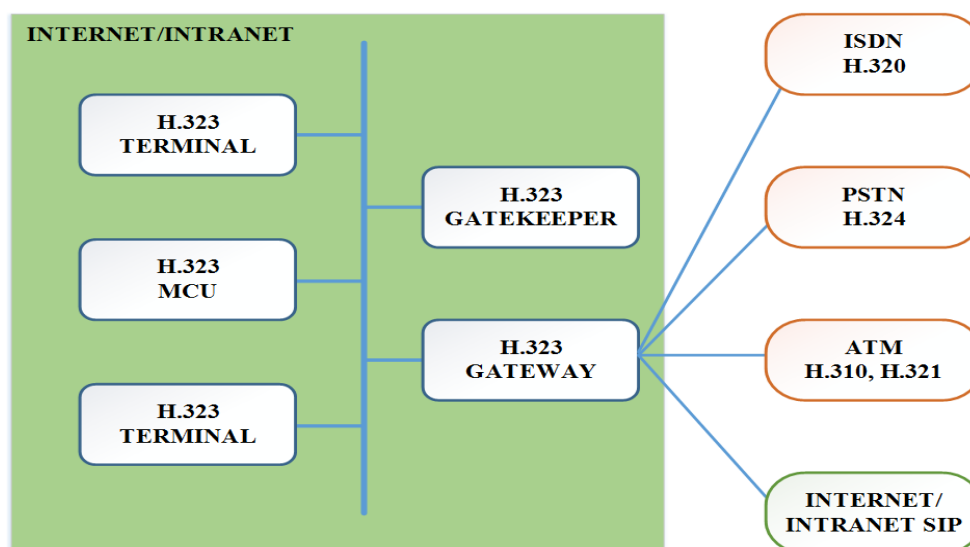 INTERNET/INTRANET
H.323
TERMINAL
H.323
MCU
H.323
TERMINAL
H.323
GATEKEEPER
H.323
GATEWAY
ISDN
H.320
PSTN
H.324
ATM
H.310, H.321
INTERNET/
INTRANET SIP